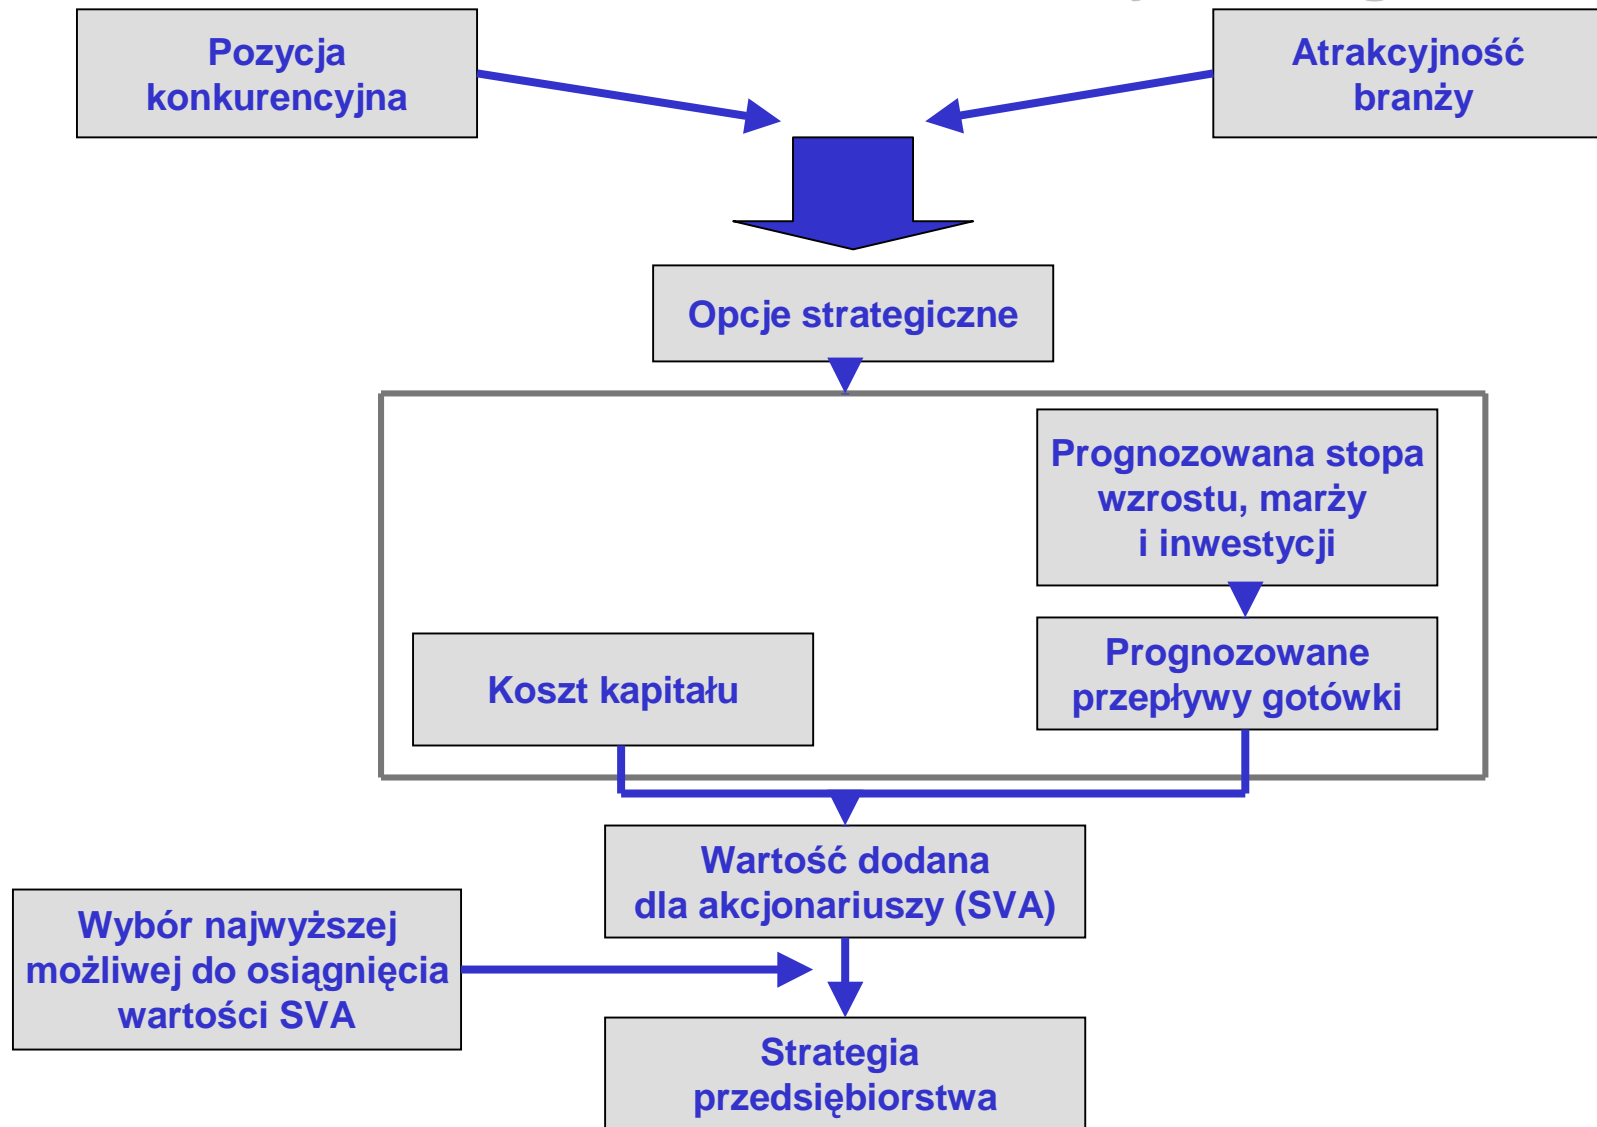 Pozycja
konkurencyjna
Atrakcyjność
branży
Opcje strategiczne
Prognozowana stopa
wzrostu, marży
i inwestycji
Koszt kapitału
Prognozowane
przepływy gotówki
Wartość dodana
dla akcjonariuszy (SVA)
Wybór najwyższej
możliwej do osiągnięcia
wartości SVA
Strategia
przedsiębiorstwa